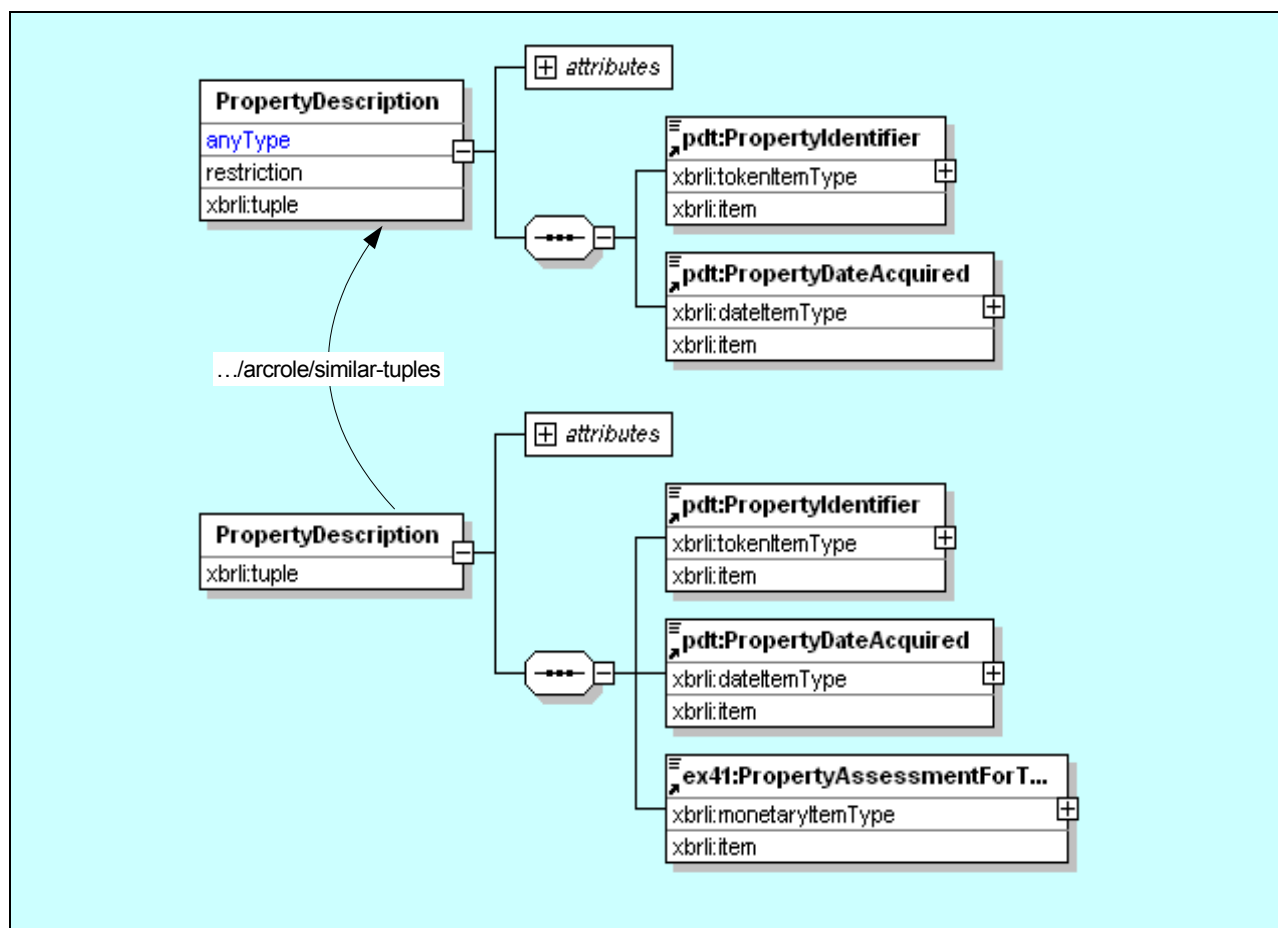 attributes
PropertyDescription
anyType
restriction
xbrli:tuple
pdt:PropertyIdentifier
xbrli:tokenItemType
xbrli:item
pdt:PropertyDateAcquired
xbrli:dateItemType
xbrli:item
…/arcrole/similar-tuples
attributes
PropertyDescription
xbrli:tuple
pdt:PropertyIdentifier
xbrli:tokenItemType
xbrli:item
pdt:PropertyDateAcquired
xbrli:dateItemType
xbrli:item
ex41:PropertyAssessmentForT...
xbrli:monetaryItemType
xbrli:item